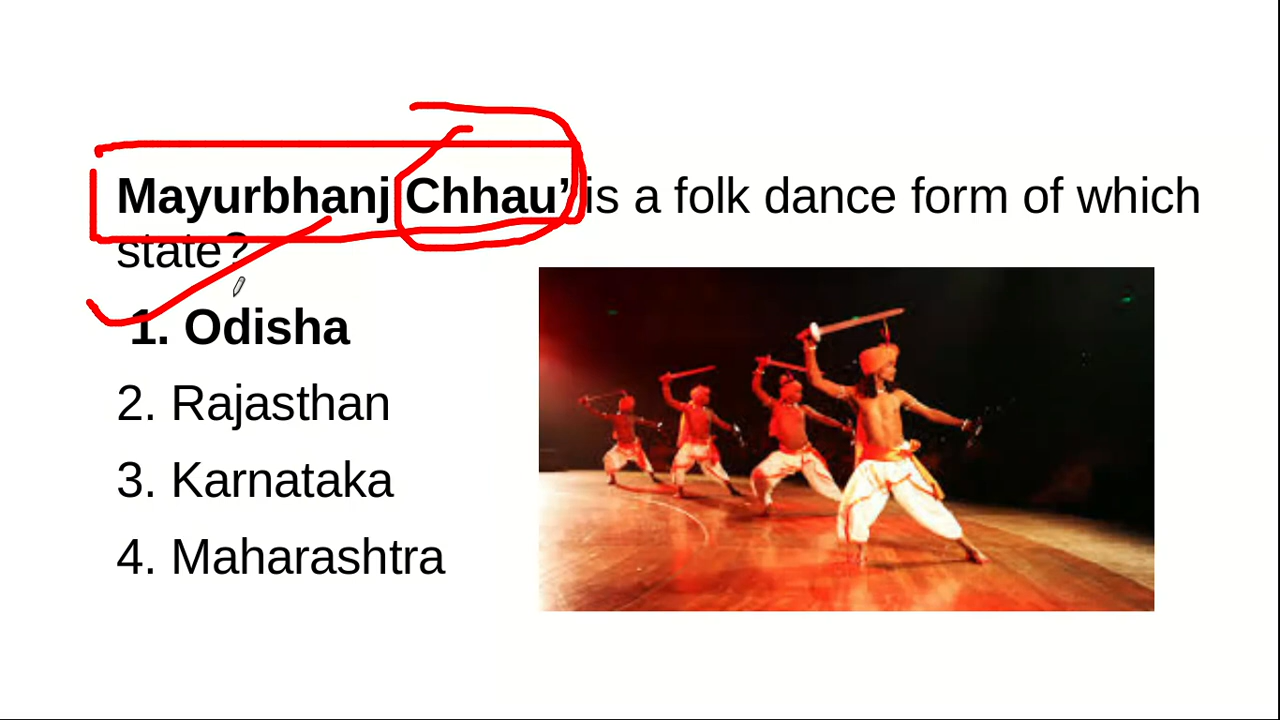 Mayurbhanj Chhau’ is a folk dance form of which
state?
1. Odisha
2. Rajasthan
3. Karnataka
4. Maharashtra